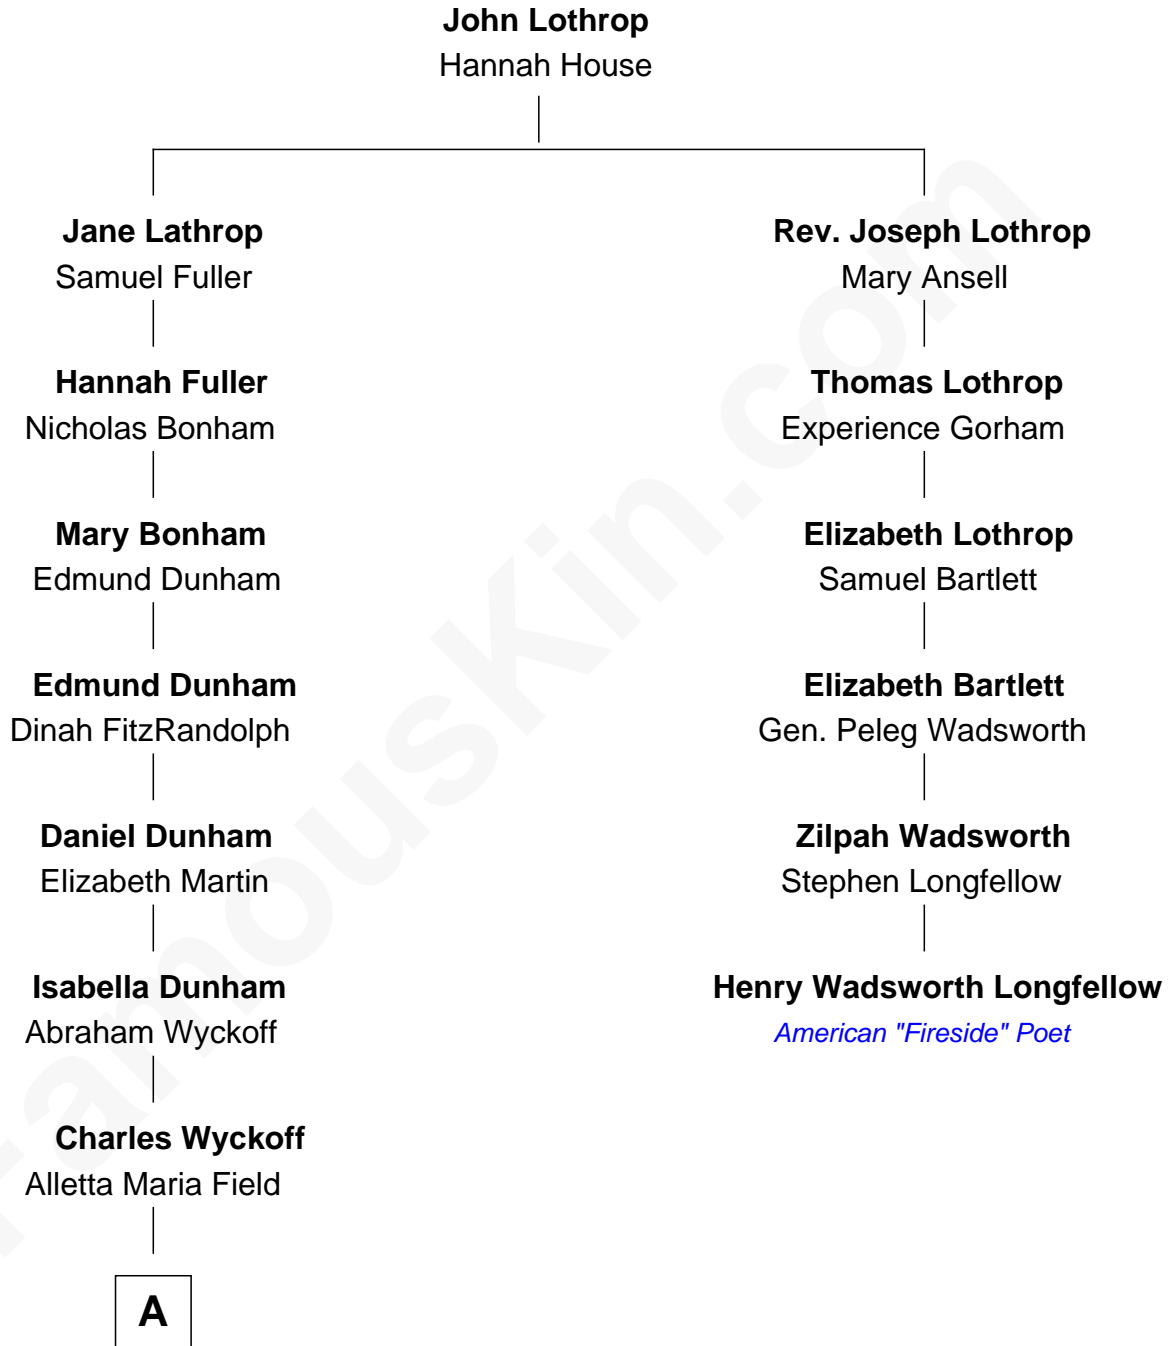 John Lothrop
Hannah House
Jane Lathrop
Samuel Fuller
Hannah Fuller
Nicholas Bonham
Mary Bonham
Edmund Dunham
Edmund Dunham
Dinah FitzRandolph
Daniel Dunham
Elizabeth Martin
Isabella Dunham
Abraham Wyckoff
Charles Wyckoff
Alletta Maria Field
A
Rev. Joseph Lothrop
Mary Ansell
Thomas Lothrop
Experience Gorham
Elizabeth Lothrop
Samuel Bartlett
Elizabeth Bartlett
Gen. Peleg Wadsworth
Zilpah Wadsworth
Stephen Longfellow
Henry Wadsworth Longfellow
American "Fireside" Poet
FamousKin.com